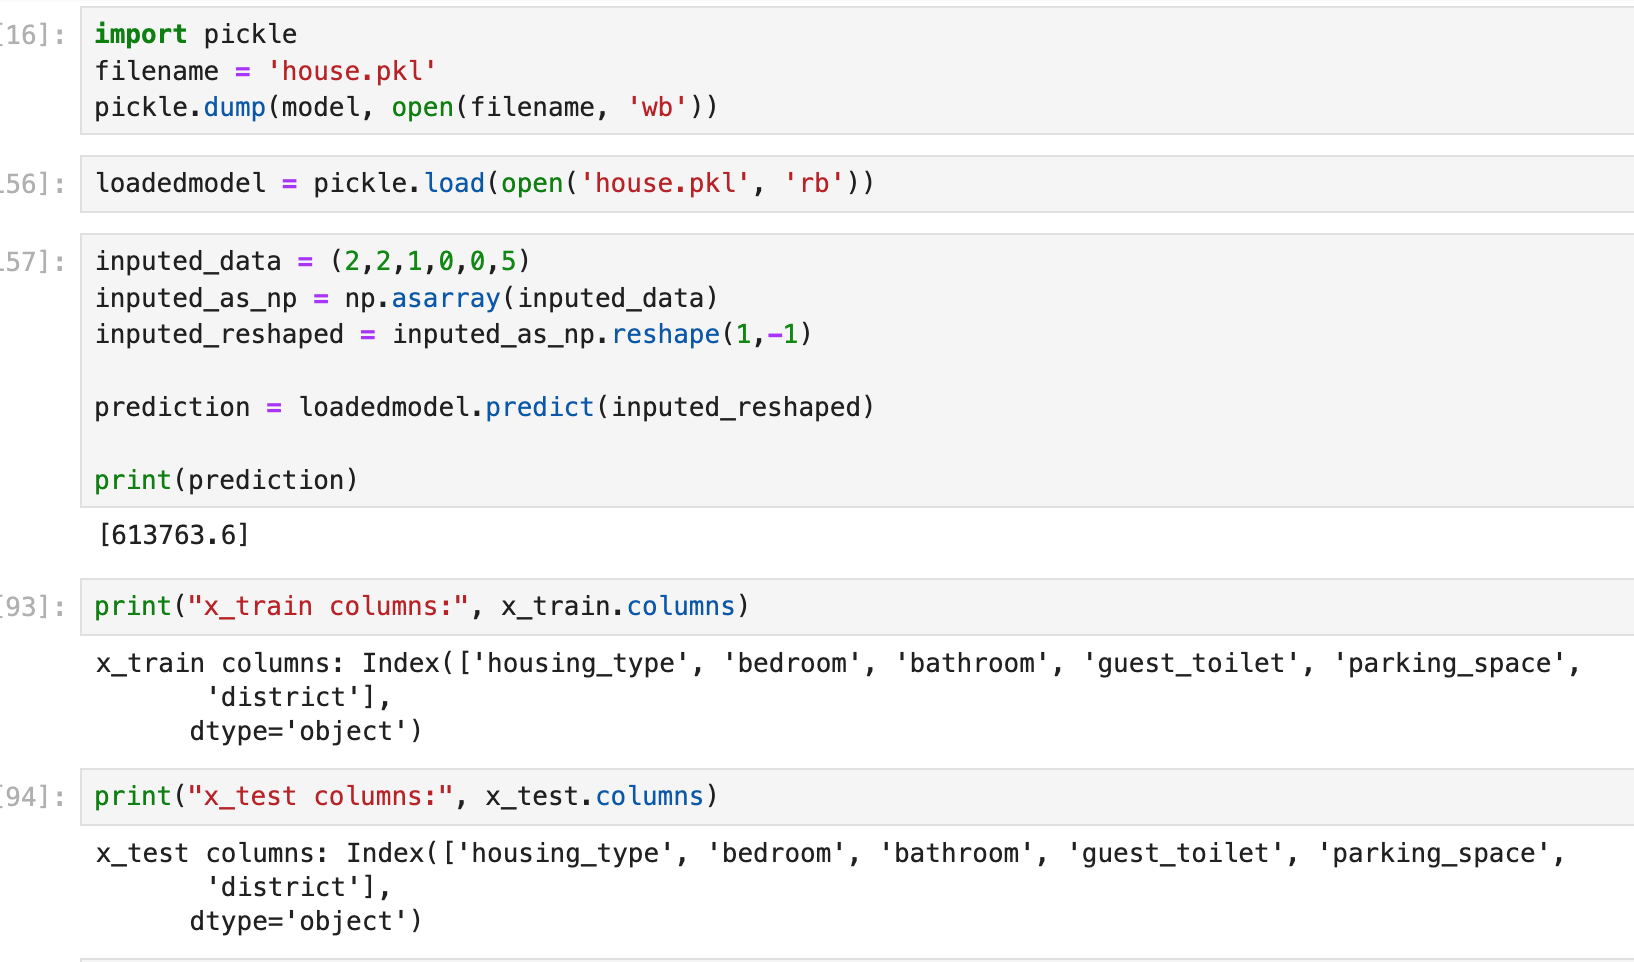 [16]:
import pickle
filename = 'house.pkl'
pickle.dump(model, open(filename, 'wb'))
56]:
loadedmodel = pickle.load(open('house.pkl', 'rb'))
57]:
inputed_data = (2,2,1,0,0,5)
inputed_as_np = np.asarray(inputed_data)
inputed_reshaped = inputed_as_np.reshape(1,-1)
prediction = loadedmodel.predict(inputed_reshaped)
print(prediction)
[613763.6]
[93]:
print("x_train columns:", x_train.columns)
x_train columns: Index(['housing_type', 'bedroom', 'bathroom', 'guest_toilet', 'parking_space',
'district'],
dtype='object')
[94]:
print("x_test columns:", x_test.columns)
x_test columns: Index(['housing_type', 'bedroom', 'bathroom', 'guest_toilet', 'parking_space',
'district'],
dtype='object')